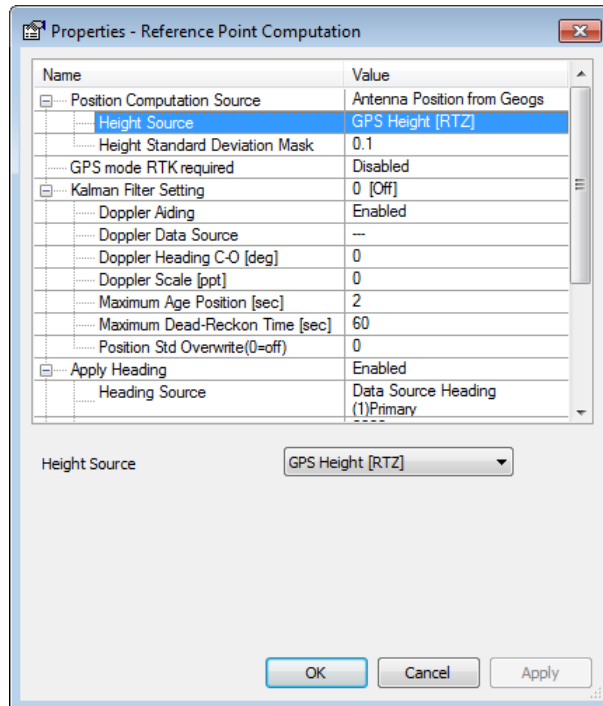 Properties - Reference Point Computation
Name Value
Position Computation Source Antenna Position from Geogs
Height Source GPS Height [RTZ]
Height Standard Deviation Mask 0.1
GPS mode RTK required Disabled
Kalman Filter Setting 0 [Off]
Doppler Aiding Enabled
Doppler Data Source ---
Doppler Heading C-O [deg] 0
Doppler Scale [ppt] 0
Maximum Age Position [sec] 2
Maximum Dead-Reckon Time [sec] 60
Position Std Overwrite(0=off) 0
Apply Heading Enabled
Heading Source Data Source Heading
(1)Primary
Height Source GPS Height [RTZ]
OK Cancel Apply